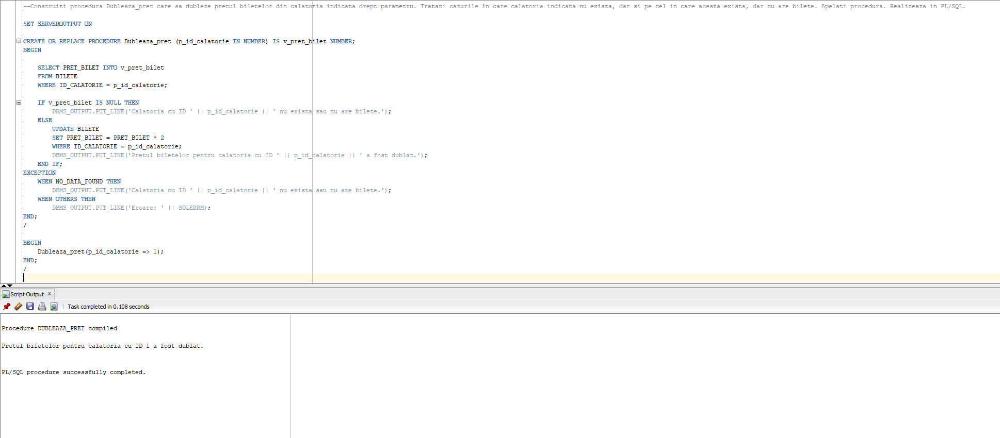 --Construiti procedura Dubleaza_pret care sa dubleze pretul biletelor din calatoria indicata drept parametru. Tratati cazurile în care calatoria indicata nu exista, dar si pe cel in care acesta exista, dar nu are bilete. Apelati procedura. Realizeaza in PL/SQL.
SET SERVEROUTPUT ON
CREATE OR REPLACE PROCEDURE Dubleaza_pret (p_id_calatorie IN NUMBER) IS v_pret_bilet NUMBER;
BEGIN
SELECT PRET_BILET INTO v_pret_bilet
FROM BILETE
WHERE ID_CALATORIE = p_id_calatorie;
IF v_pret_bilet IS NULL THEN
DBMS_OUTPUT.PUT_LINE('Calatoria cu ID ' || p_id_calatorie || ' nu exista sau nu are bilete.');
ELSE
UPDATE BILETE
SET PRET_BILET = PRET_BILET * 2
WHERE ID_CALATORIE = p_id_calatorie;
DBMS_OUTPUT.PUT_LINE('Pretul biletelor pentru calatoria cu ID ' || p_id_calatorie || ' a fost dublat.');
END IF;
EXCEPTION
WHEN NO_DATA_FOUND THEN
DBMS_OUTPUT.PUT_LINE('Calatoria cu ID ' || p_id_calatorie || ' nu exista sau nu are bilete.');
WHEN OTHERS THEN
DBMS_OUTPUT.PUT_LINE('Eroare: ' || SQLERRM);
END;
/
BEGIN
Dubleaza_pret(p_id_calatorie => 1);
END;
/
Script Output x
Task completed in 0.108 seconds
Procedure DUBLEAZA_PRET compiled
Pretul biletelor pentru calatoria cu ID 1 a fost dublat.
PL/SQL procedure successfully completed.